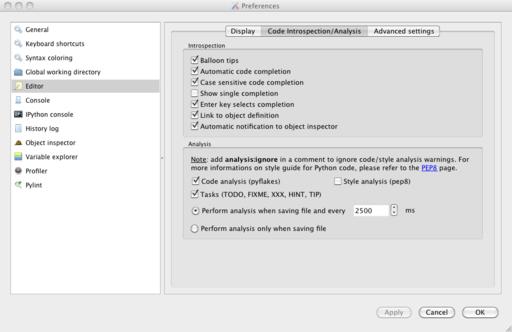 Preferences
General
Keyboard shortcuts
Syntax coloring
Global working directory
Editor
Console
IPython console
History log
Object inspector
Variable explorer
Profiler
Pylint
Display Code Introspection/Analysis Advanced settings
Introspection
Balloon tips
Automatic code completion
Case sensitive code completion
Show single completion
Enter key selects completion
Link to object definition
Automatic notification to object inspector
Analysis
Note: add analysis:ignore in a comment to ignore code/style analysis warnings. For
more informations on style guide for Python code, please refer to the PEP8 page.
Code analysis (pyflakes) Style analysis (pep8)
Tasks (TODO, FIXME, XXX, HINT, TIP)
Perform analysis when saving file and every 2500 ms
Perform analysis only when saving file
Apply Cancel OK